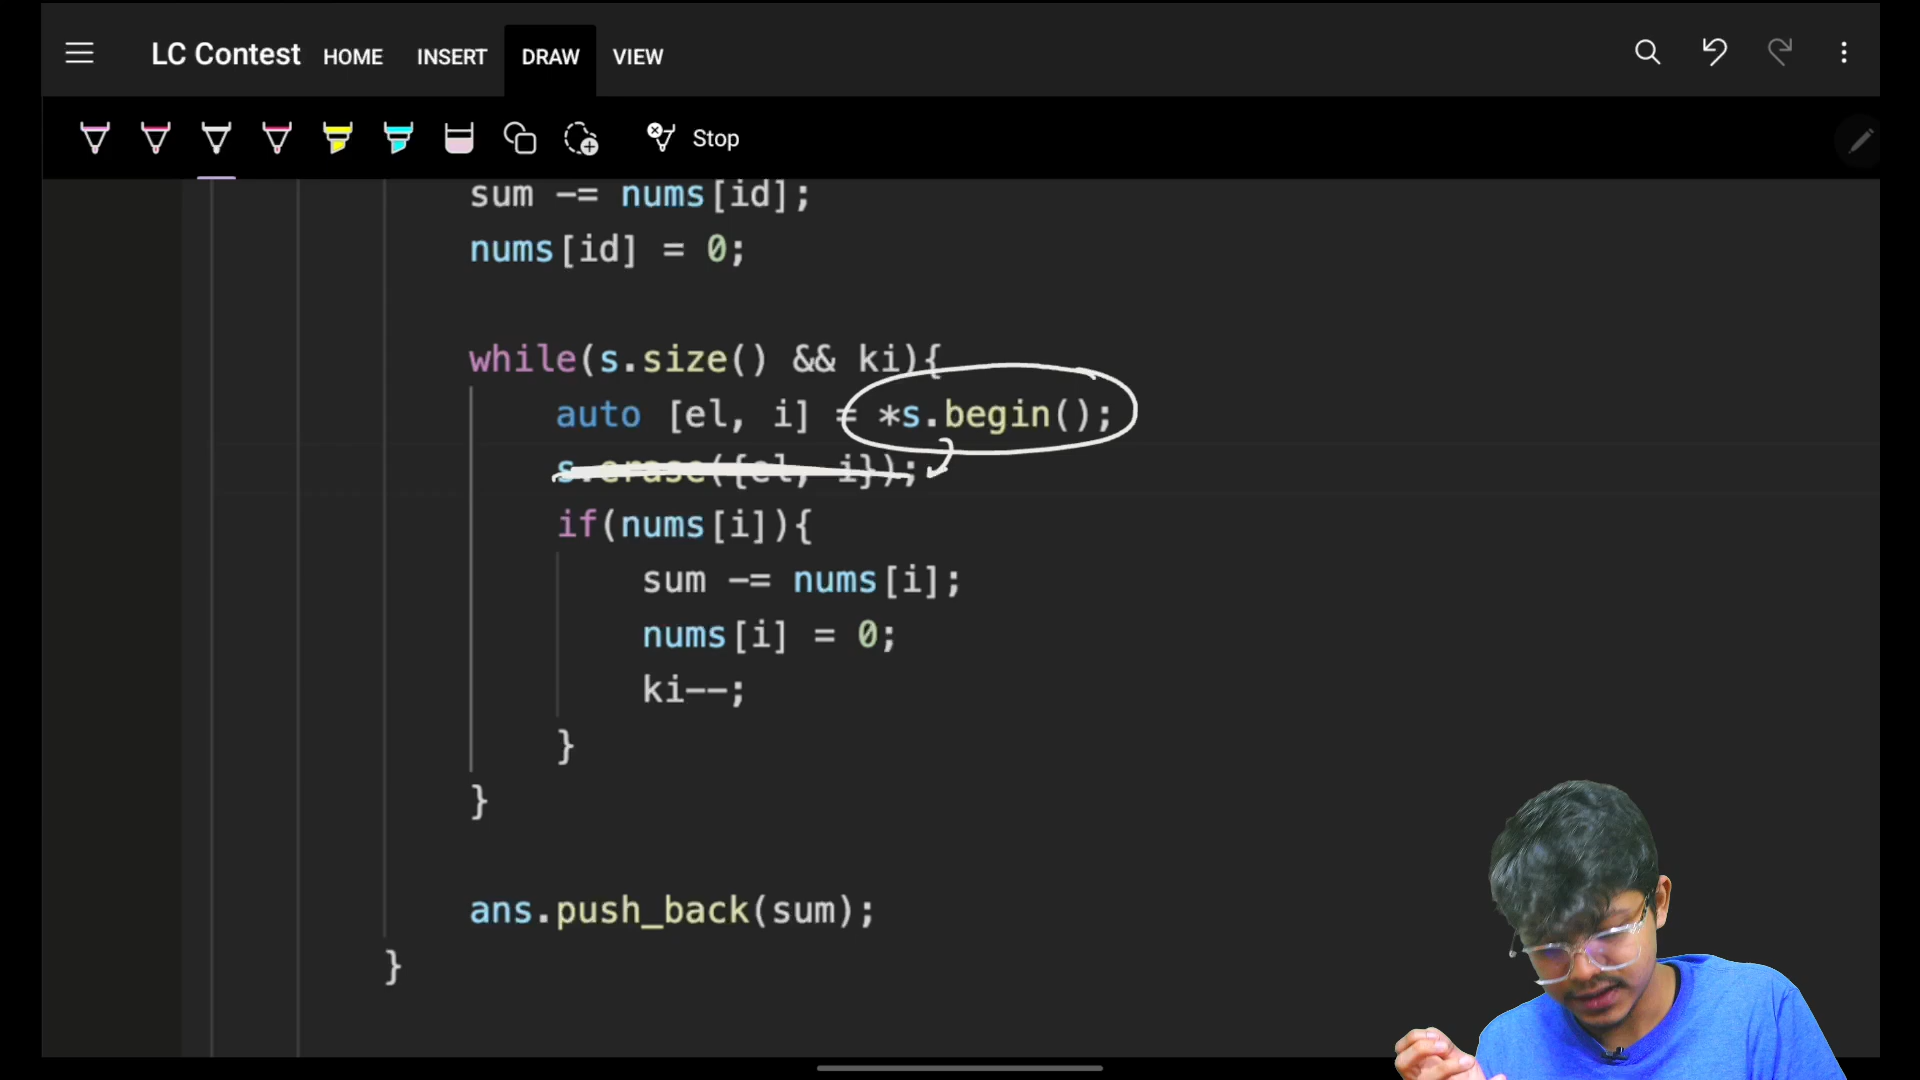 LC Contest HOME INSERT DRAW VIEW
Stop
sum -= nums[id];
nums[id] = 0;
while(s.size() && ki){
auto [el, i] = *s.begin();
s.erase({el, i});
if(nums[i]){
sum -= nums[i];
nums[i] = 0;
ki--;
}
}
ans.push_back(sum);
}